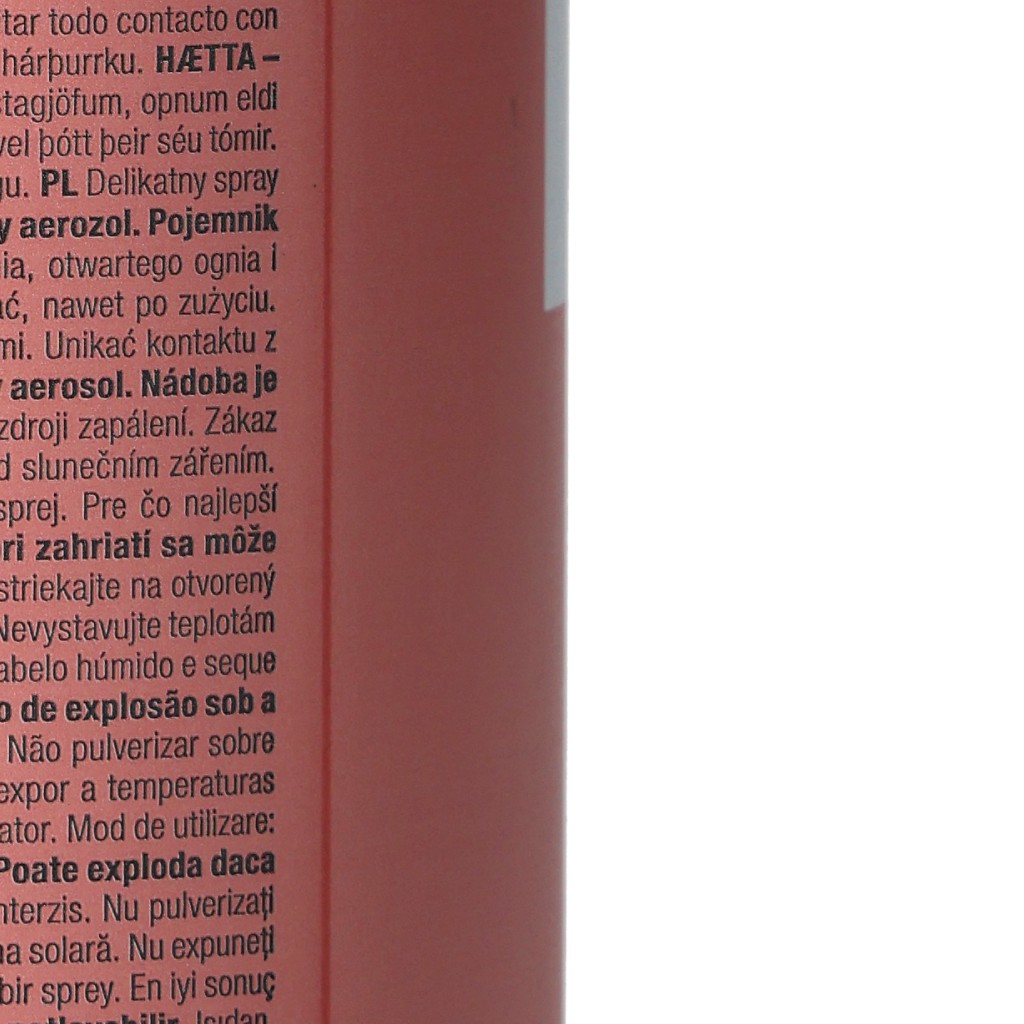 tar todo contacto con
hárþurrku. HÆTTA –
stagjöfum, opnum eldi
vel þótt þeir séu tómir.
gu. PL Delikatny spray
y aerozol. Pojemnik
ia, otwartego ognia i
ać, nawet po zużyciu.
mi. Unikać kontaktu z
aerosol. Nádoba je
zdroji zapálení. Zákaz
d slunečním zářením.
sprej. Pre čo najlepší
ri zahriatí sa môže
striekajte na otvorený
Nevystavujte teplotám
abelo húmido e seque
o de explosão sob a
Não pulverizar sobre
expor a temperaturas
ator. Mod de utilizare:
Poate exploda daca
nterzis. Nu pulverizați
na solară. Nu expuneți
bir sprey. En iyi sonuç